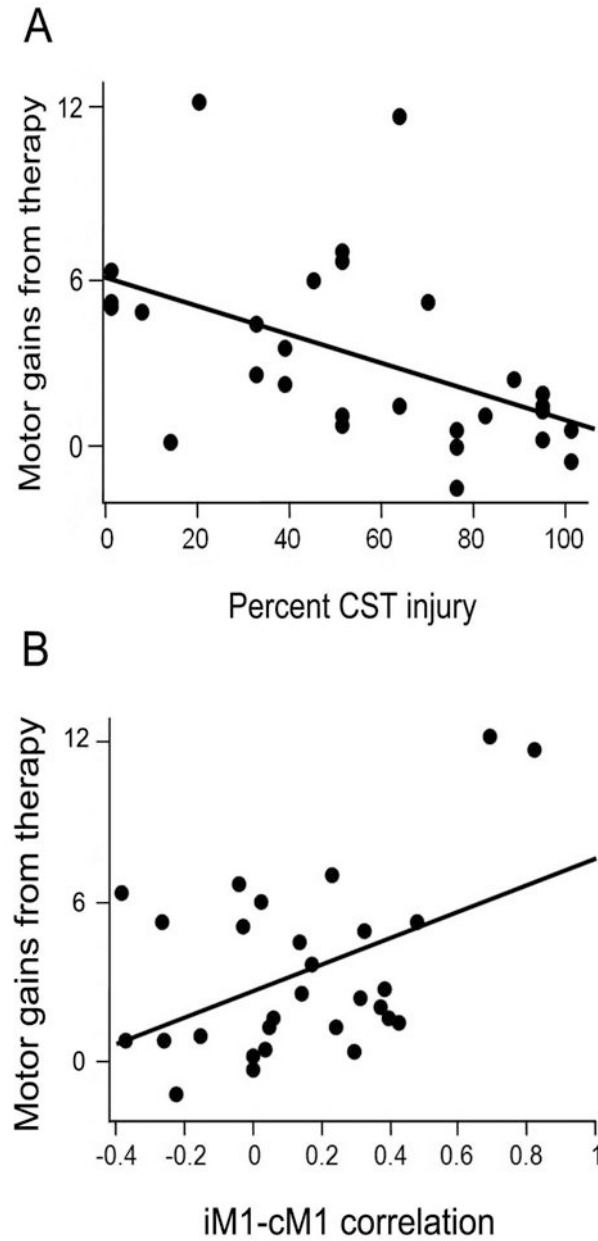 A
Motor gains from therapy
12
6
0
0 20 40 60 80 100
Percent CST injury
B
Motor gains from therapy
12
6
0
-0.4 -0.2 0 0.2 0.4 0.6 0.8 1
iM1-cM1 correlation